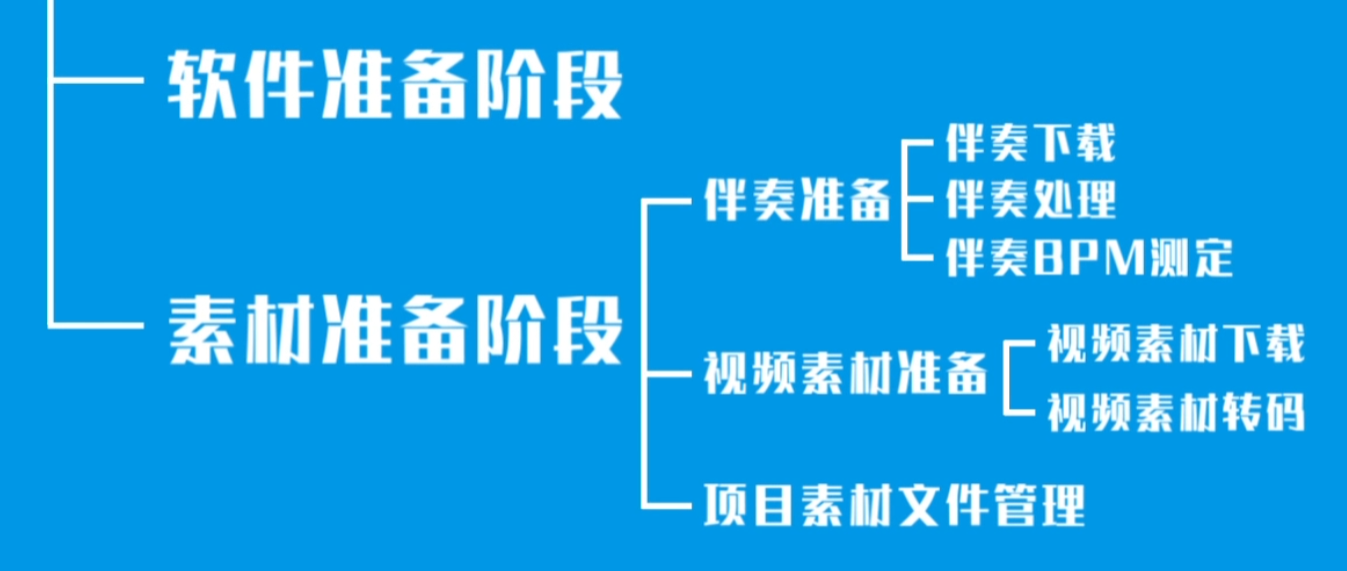 软件准备阶段
素材准备阶段
伴奏准备
伴奏下载
伴奏处理
伴奏BPM测定
视频素材准备
视频素材下载
视频素材转码
项目素材文件管理